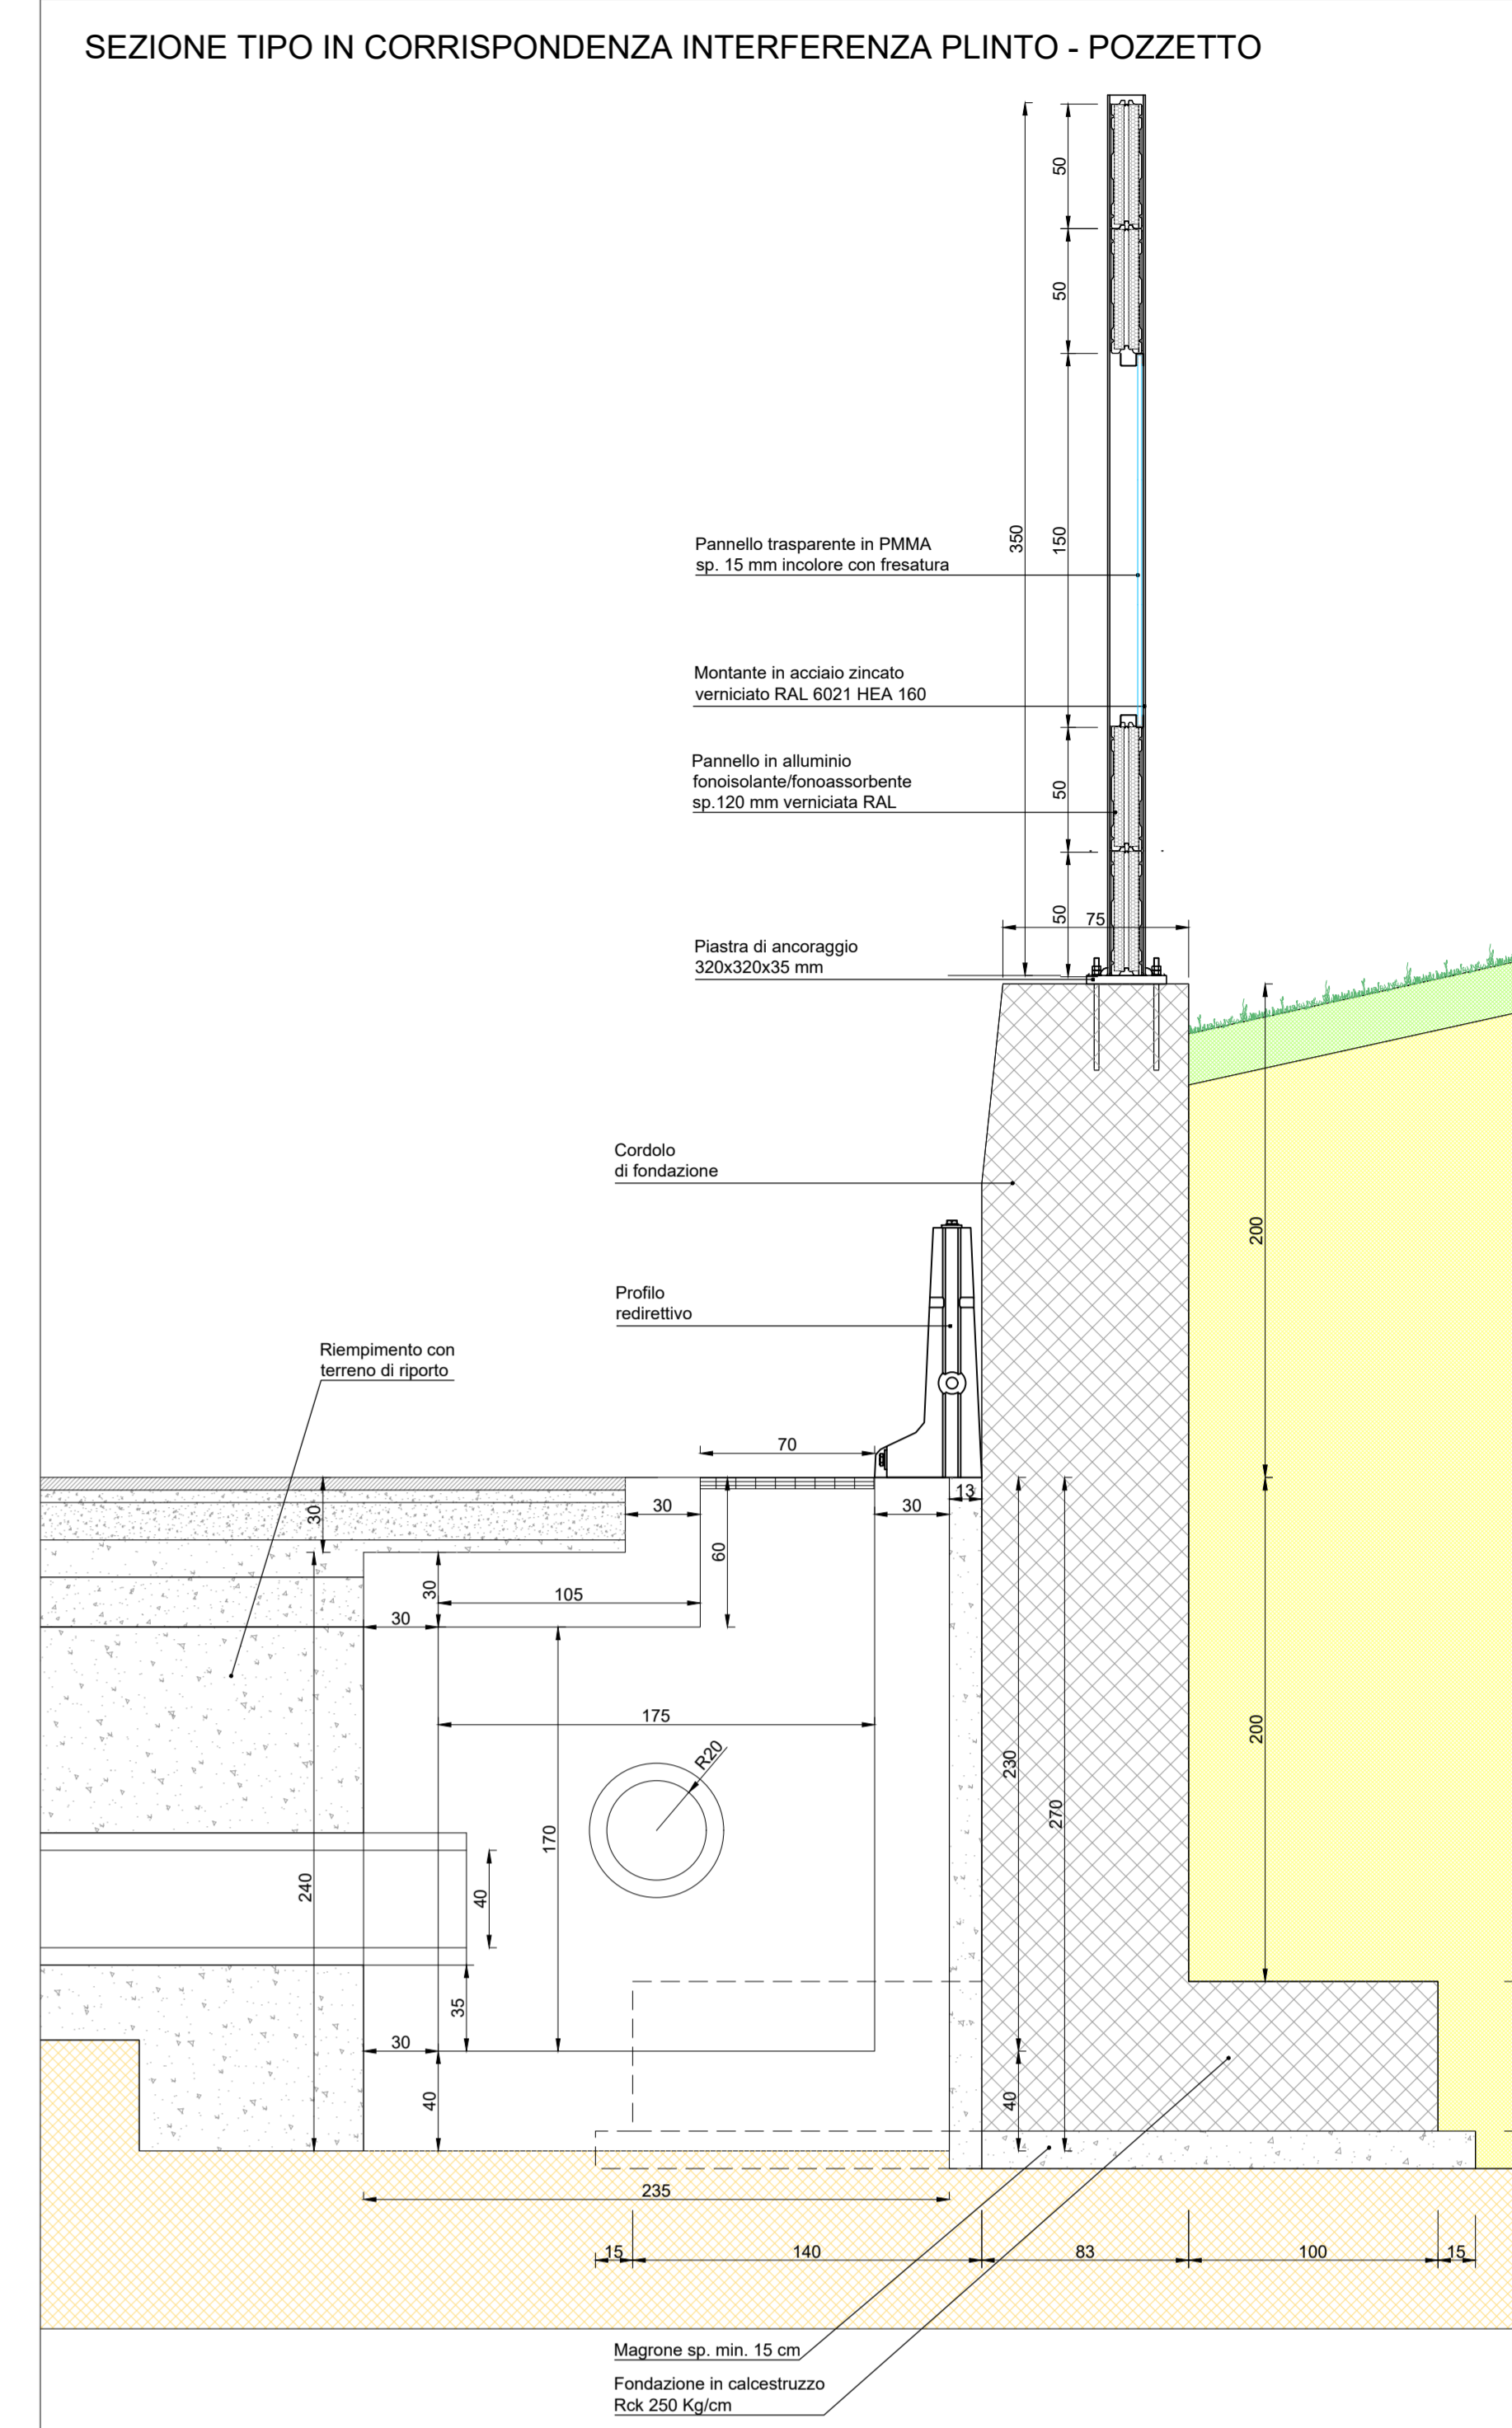 SEZIONE TIPO IN CORRISPONDENZA INTERFERENZA PLINTO - POZZETTO
50
50
350
150
Pannello trasparente in PMMA
sp. 15 mm incolore con fresatura
Montante in acciaio zincato
verniciato RAL 6021 HEA 160
Pannello in alluminio
fonoisolante/fonoassorbente
sp.120 mm verniciata RAL
50
50
75
Piastra di ancoraggio
320x320x35 mm
Cordolo
di fondazione
200
Profilo
redirettivo
Riempimento con
terreno di riporto
70
30
30
30
13
60
30
105
30
175
200
R20
230
270
170
240
40
35
30
40
40
235
15
140
83
100
15
Magrone sp. min. 15 cm
Fondazione in calcestruzzo
Rck 250 Kg/cm